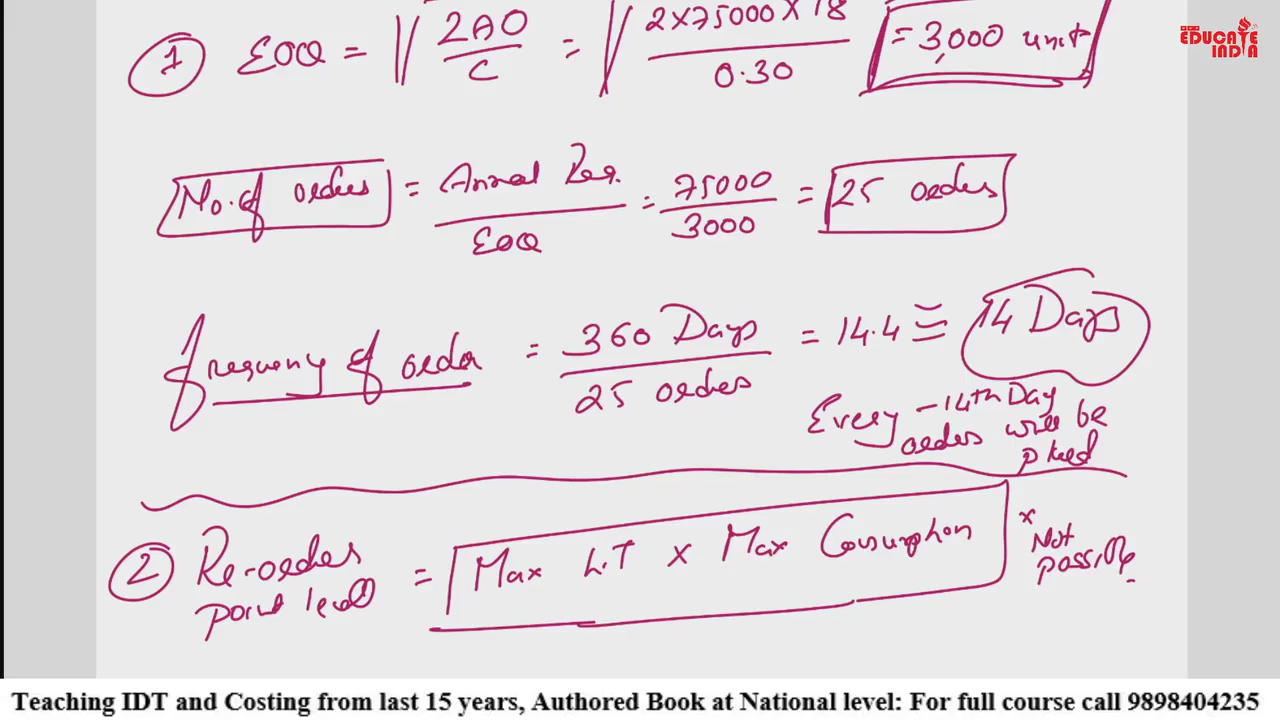 EDUCATE INDIA
1 EOQ = √ 2AO / C = √ 2×75000×18 / 0.30 = 3,000 units
No. of orders = Annual Req. / EOQ = 75000 / 3000 = 25 orders
frequency of order = 360 Days / 25 orders = 14.4 ≅ 14 Days
Every – 14th Day
orders will be
placed
2 Re-order point level = Max L.T × Max Consumption
* Not
possible
Teaching IDT and Costing from last 15 years, Authored Book at National level: For full course call 9898404235